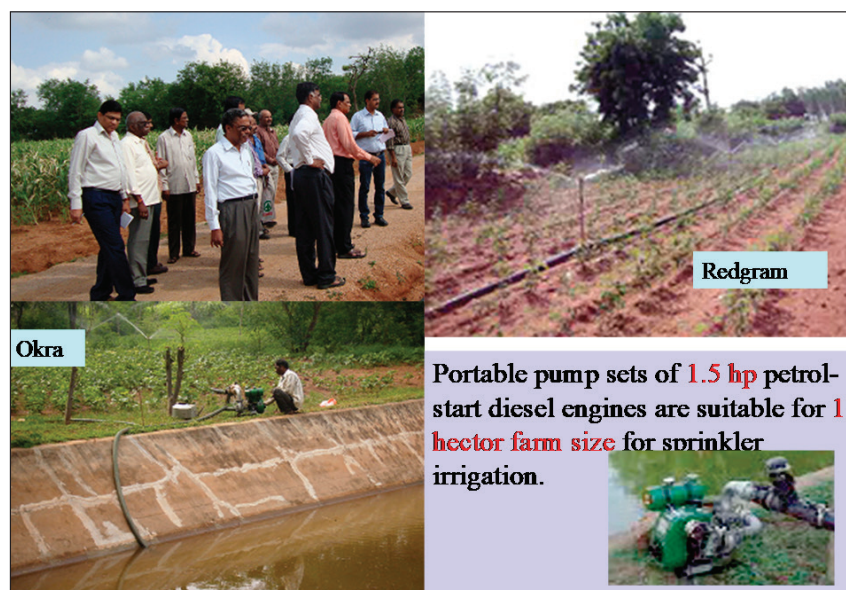 Redgram
Okra
Portable pump sets of 1.5 hp petrol-
start diesel engines are suitable for 1
hector farm size for sprinkler
irrigation.